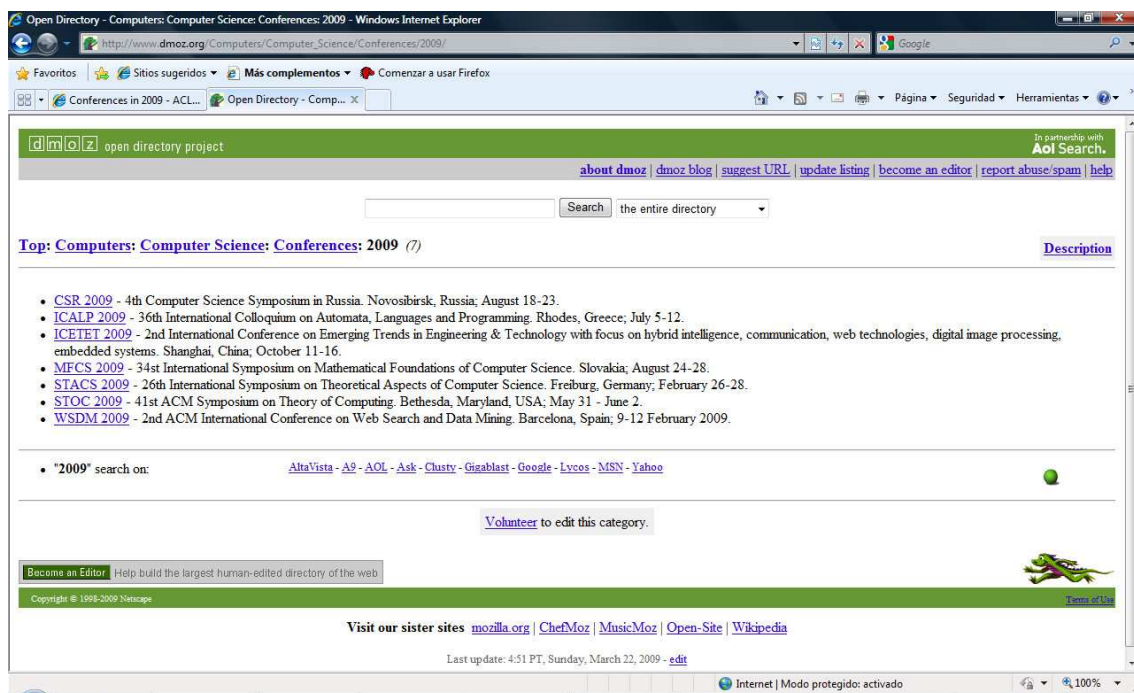 Open Directory - Computers: Computer Science: Conferences: 2009 - Windows Internet Explorer
http://www.dmoz.org/Computers/Computer_Science/Conferences/2009/
Google
Favoritos Sitios sugeridos Más complementos Comenzar a usar Firefox
Conferences in 2009 - ACL... Open Directory - Comp... X Página Seguridad Herramientas
dmoz open directory project
In partnership with
Aol Search.
about dmoz | dmoz blog | suggest URL | update listing | become an editor | report abuse/spam | help
Search the entire directory
Top: Computers: Computer Science: Conferences: 2009 (7)
Description
• CSR 2009 - 4th Computer Science Symposium in Russia. Novosibirsk, Russia; August 18-23.
• ICALP 2009 - 36th International Colloquium on Automata, Languages and Programming. Rhodes, Greece; July 5-12.
• ICETET 2009 - 2nd International Conference on Emerging Trends in Engineering & Technology with focus on hybrid intelligence, communication, web technologies, digital image processing,
embedded systems. Shanghai, China; October 11-16.
• MFCS 2009 - 34st International Symposium on Mathematical Foundations of Computer Science. Slovakia; August 24-28.
• STACS 2009 - 26th International Symposium on Theoretical Aspects of Computer Science. Freiburg, Germany; February 26-28.
• STOC 2009 - 41st ACM Symposium on Theory of Computing. Bethesda, Maryland, USA; May 31 - June 2.
• WSDM 2009 - 2nd ACM International Conference on Web Search and Data Mining. Barcelona, Spain; 9-12 February 2009.
• "2009" search on: AltaVista - A9 - AOL - Ask - Clusty - Gigablast - Google - Lycos - MSN - Yahoo
Volunteer to edit this category.
Become an Editor Help build the largest human-edited directory of the web
Copyright © 1998-2009 Netscape
Terms of Use
Visit our sister sites mozilla.org | ChefMoz | MusicMoz | Open-Site | Wikipedia
Last update: 4:51 PT, Sunday, March 22, 2009 - edit
Internet | Modo protegido: activado 100%